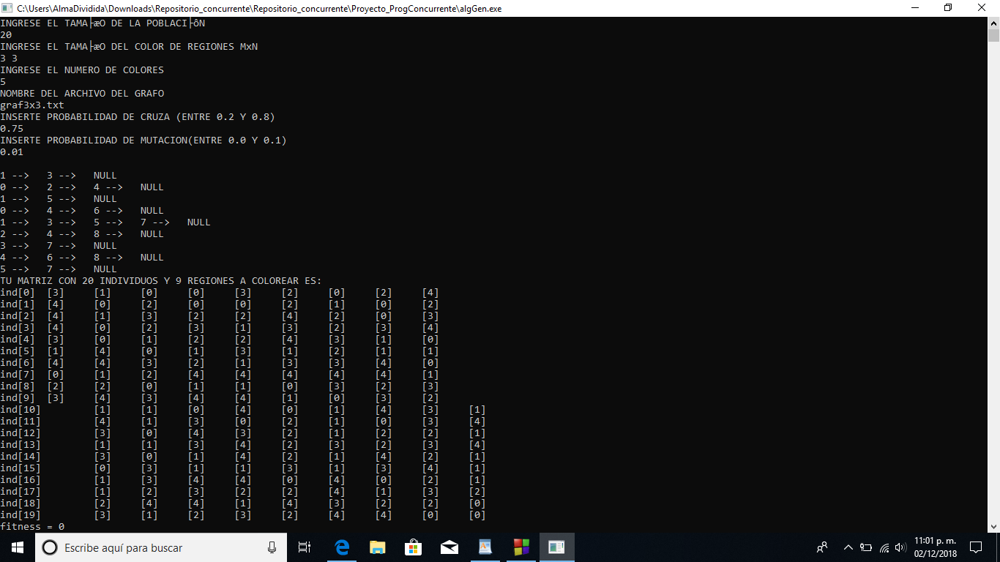 C:\Users\AlmaDividida\Downloads\Repositorio_concurrente\Repositorio_concurrente\Proyecto_ProgConcurrente\algGen.exe
INGRESE EL TAMA├æO DE LA POBLACI├ôN
20
INGRESE EL TAMA├æO DEL COLOR DE REGIONES MxN
3 3
INGRESE EL NUMERO DE COLORES
5
NOMBRE DEL ARCHIVO DEL GRAFO
graf3x3.txt
INSERTE PROBABILIDAD DE CRUZA (ENTRE 0.2 Y 0.8)
0.75
INSERTE PROBABILIDAD DE MUTACION(ENTRE 0.0 Y 0.1)
0.01
1 --> 3 --> NULL
0 --> 2 --> 4 --> NULL
1 --> 5 --> NULL
0 --> 4 --> 6 --> NULL
1 --> 3 --> 5 --> 7 --> NULL
2 --> 4 --> 8 --> NULL
3 --> 7 --> NULL
4 --> 6 --> 8 --> NULL
5 --> 7 --> NULL
TU MATRIZ CON 20 INDIVIDUOS Y 9 REGIONES A COLOREAR ES:
ind[0] [3] [1] [0] [0] [3] [2] [0] [2] [4]
ind[1] [4] [0] [2] [0] [0] [2] [1] [0] [2]
ind[2] [4] [1] [3] [2] [2] [4] [2] [0] [3]
ind[3] [4] [0] [2] [3] [1] [3] [2] [3] [4]
ind[4] [3] [0] [1] [2] [2] [4] [3] [1] [0]
ind[5] [1] [4] [0] [1] [3] [1] [2] [1] [1]
ind[6] [4] [4] [3] [2] [1] [3] [3] [4] [0]
ind[7] [0] [1] [2] [4] [4] [4] [4] [4] [1]
ind[8] [2] [2] [0] [1] [1] [0] [3] [2] [3]
ind[9] [3] [4] [3] [4] [4] [1] [0] [3] [2]
ind[10] [1] [1] [0] [4] [0] [1] [4] [3] [1]
ind[11] [4] [1] [3] [0] [2] [1] [0] [3] [4]
ind[12] [3] [0] [4] [3] [2] [1] [2] [2] [1]
ind[13] [1] [1] [3] [4] [2] [3] [2] [3] [4]
ind[14] [3] [0] [1] [4] [2] [1] [4] [2] [1]
ind[15] [0] [3] [1] [1] [3] [1] [3] [4] [1]
ind[16] [1] [3] [4] [4] [0] [4] [0] [2] [1]
ind[17] [1] [2] [3] [2] [2] [4] [1] [3] [2]
ind[18] [2] [4] [4] [1] [4] [3] [2] [2] [0]
ind[19] [3] [1] [2] [3] [2] [4] [4] [0] [0]
fitness = 0
Escribe aquí para buscar
11:01 p. m.
02/12/2018